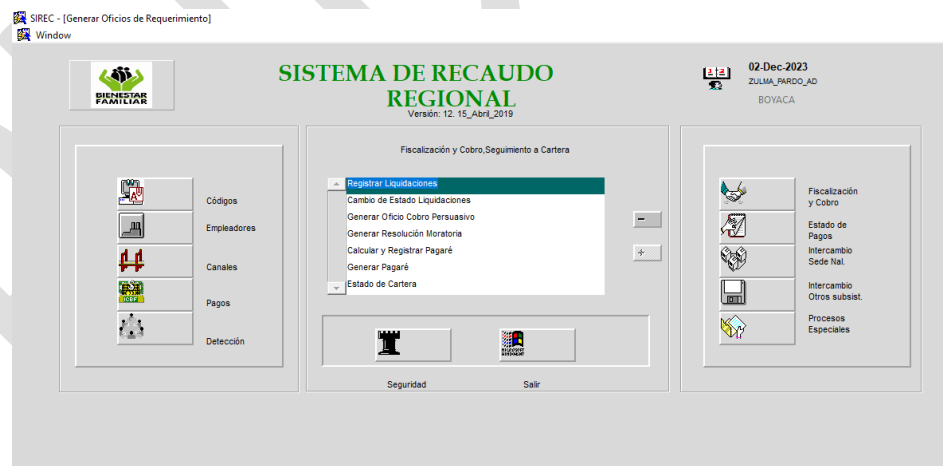 SIREC - [Generar Oficios de Requerimiento]
Window
BIENESTAR
FAMILIAR
SISTEMA DE RECAUDO
REGIONAL
Versión: 12. 15_Abril_2019
02-Dec-2023
ZULMA_PARDO_AD
BOYACA
Códigos
Empleadores
Canales
ICBF
Pagos
Detección
Fiscalización y Cobro,Seguimiento a Cartera
Registrar Liquidaciones
Cambio de Estado Liquidaciones
Generar Oficio Cobro Persuasivo
Generar Resolución Moratoria
Calcular y Registrar Pagaré
Generar Pagaré
Estado de Cartera
-
+
Seguridad
Salir
Fiscalización
y Cobro
Estado de
Pagos
Intercambio
Sede Nal.
Intercambio
Otros subsist.
Procesos
Especiales